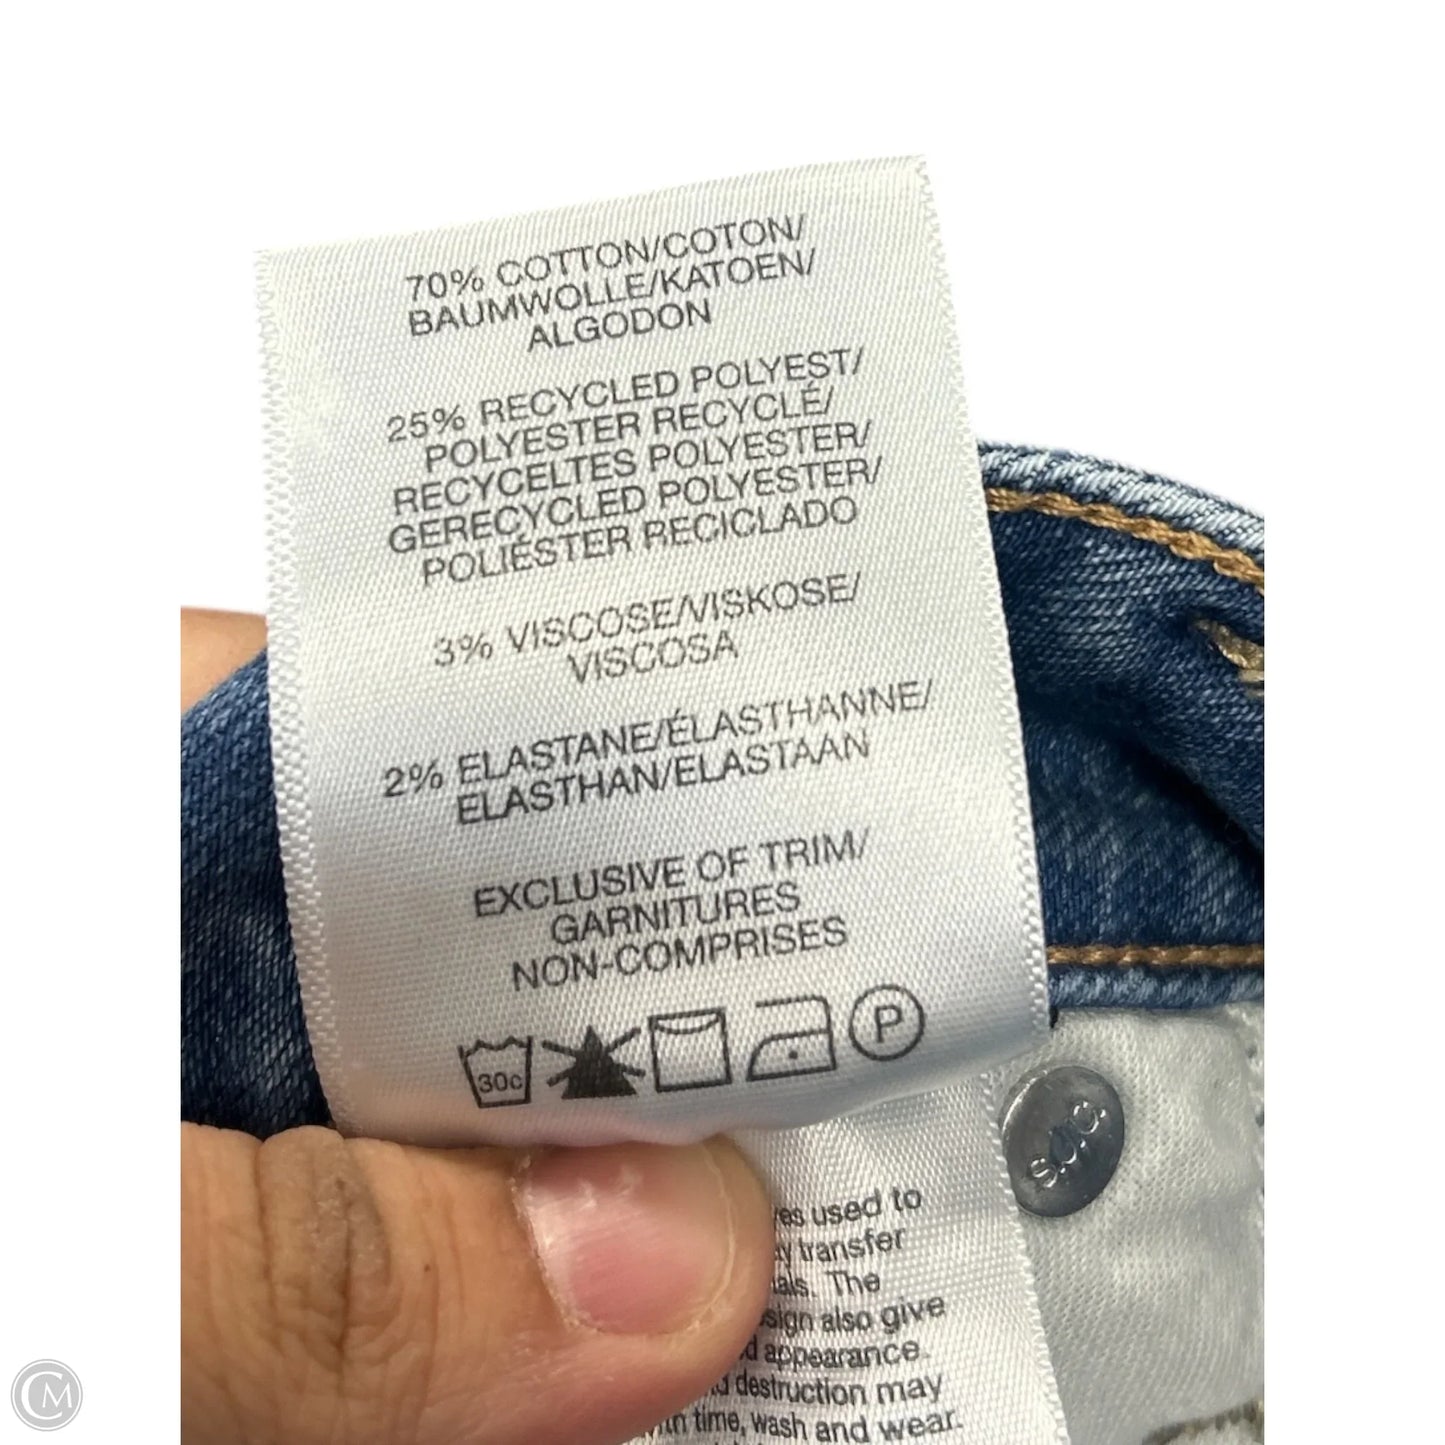 70% COTTON/COTON/
BAUMWOLLE/KATOEN/
ALGODON
25% RECYCLED POLYEST/
POLYESTER RECYCLÉ/
RECYCELTES POLYESTER/
GERECYCLED POLYESTER/
POLIÉSTER RECICLADO
3% VISCOSE/VISKOSE/
VISCOSA
2% ELASTANE/ÉLASTHANNE/
ELASTHAN/ELASTAAN
EXCLUSIVE OF TRIM/
GARNITURES
NON-COMPRISES
30c
P
S.J.C.
used to
transfer
The
also give
appearance.
destruction may
time, wash and wear.
CM